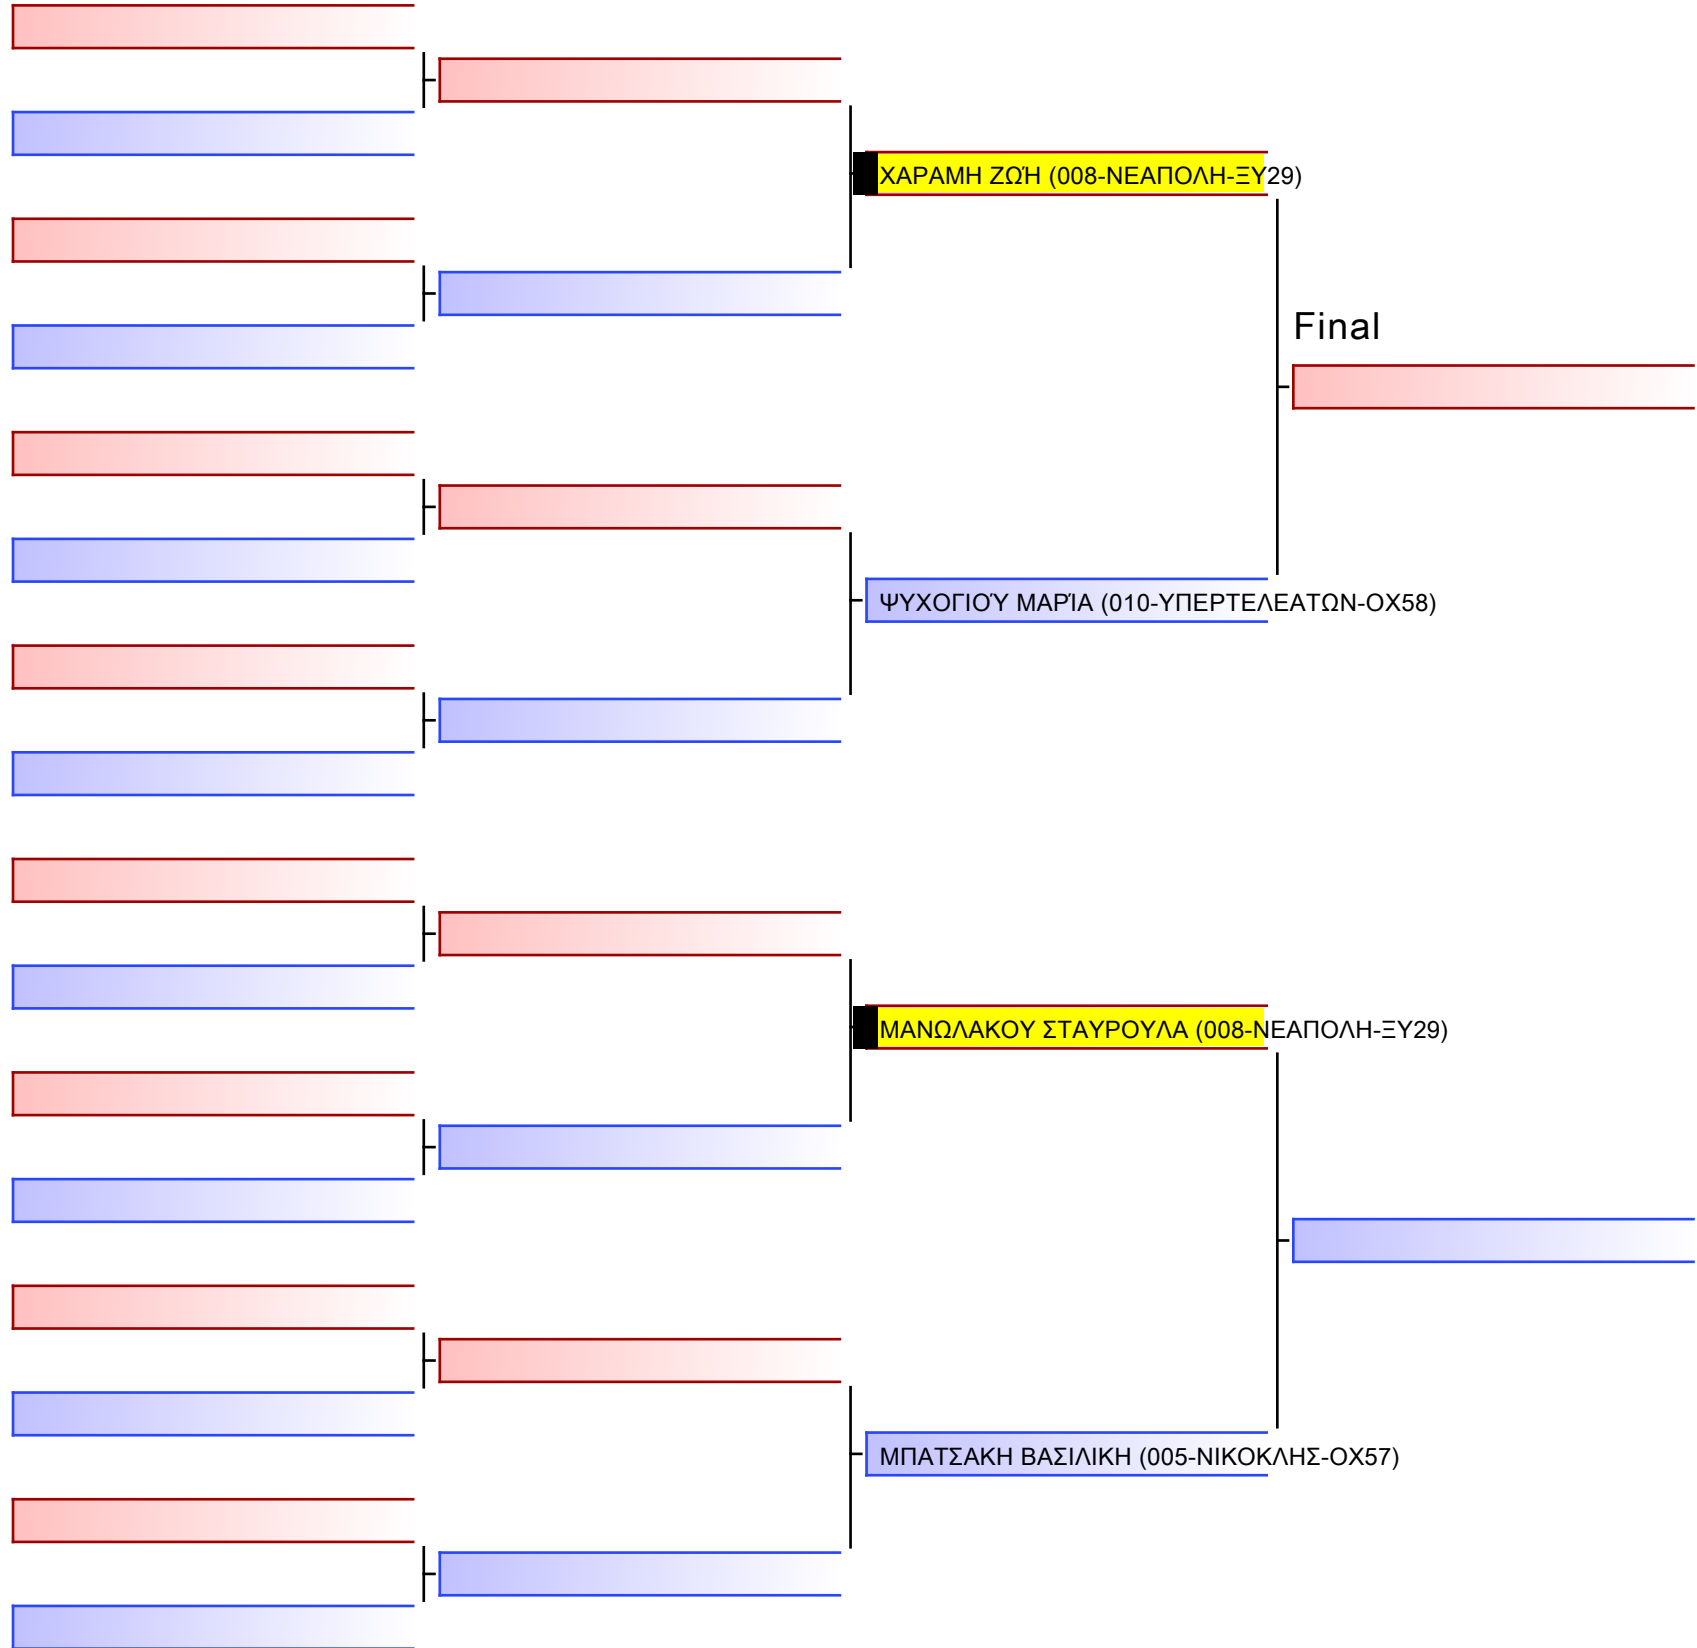 ΧΑΡΑΜΗ ΖΩΉ (008-ΝΕΑΠΟΛΗ-ΞΥ29)
Final
ΨΥΧΟΓΙΟΎ ΜΑΡΊΑ (010-ΥΠΕΡΤΕΛΕΑΤΩΝ-ΟΧ58)
ΜΑΝΩΛΑΚΟΥ ΣΤΑΥΡΟΥΛΑ (008-ΝΕΑΠΟΛΗ-ΞΥ29)
ΜΠΑΤΣΑΚΗ ΒΑΣΙΛΙΚΗ (005-ΝΙΚΟΚΛΗΣ-ΟΧ57)